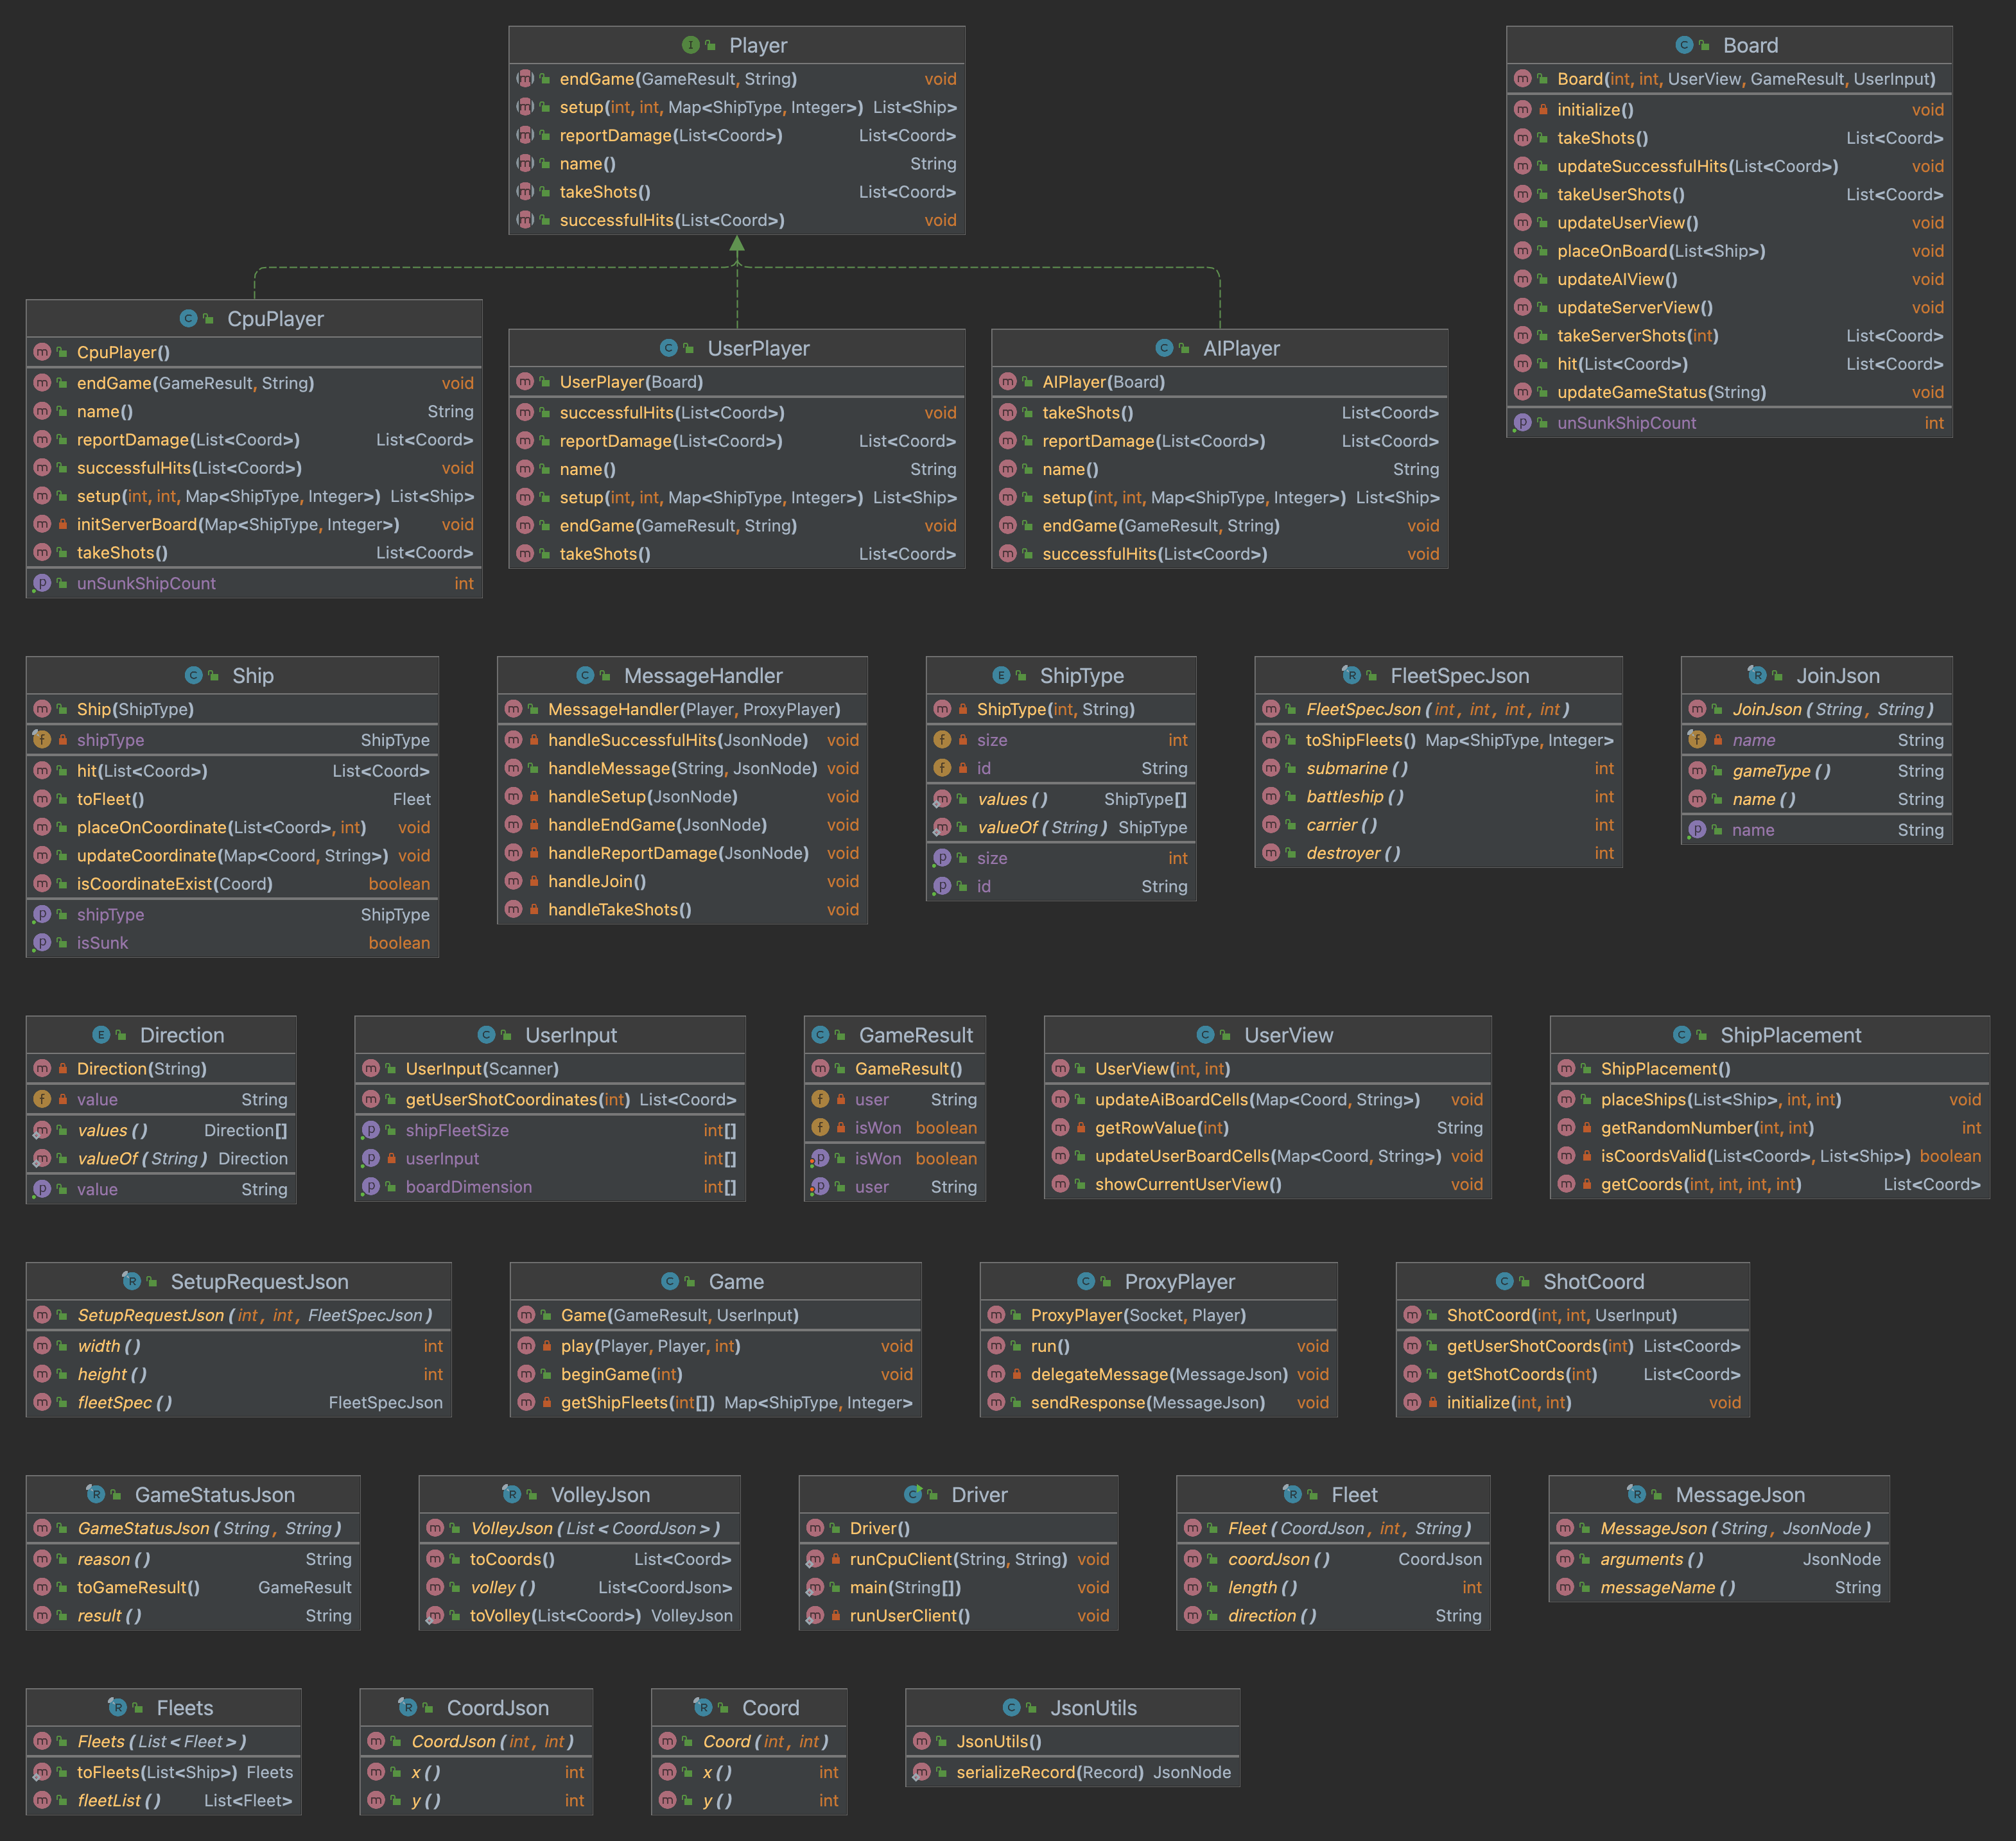 Player
endGame(GameResult, String) void
setup(int, int, Map<ShipType, Integer>) List<Ship>
reportDamage(List<Coord>) List<Coord>
name() String
takeShots() List<Coord>
successfulHits(List<Coord>) void
Board
Board(int, int, UserView, GameResult, UserInput)
initialize() void
takeShots() List<Coord>
updateSuccessfulHits(List<Coord>) void
takeUserShots() List<Coord>
updateUserView() void
placeOnBoard(List<Ship>) void
updateAIView() void
updateServerView() void
takeServerShots(int) List<Coord>
hit(List<Coord>) List<Coord>
updateGameStatus(String) void
unSunkShipCount int
CpuPlayer
CpuPlayer()
endGame(GameResult, String) void
name() String
reportDamage(List<Coord>) List<Coord>
successfulHits(List<Coord>) void
setup(int, int, Map<ShipType, Integer>) List<Ship>
initServerBoard(Map<ShipType, Integer>) void
takeShots() List<Coord>
unSunkShipCount int
UserPlayer
UserPlayer(Board)
successfulHits(List<Coord>) void
reportDamage(List<Coord>) List<Coord>
name() String
setup(int, int, Map<ShipType, Integer>) List<Ship>
endGame(GameResult, String) void
takeShots() List<Coord>
AIPlayer
AIPlayer(Board)
takeShots() List<Coord>
reportDamage(List<Coord>) List<Coord>
name() String
setup(int, int, Map<ShipType, Integer>) List<Ship>
endGame(GameResult, String) void
successfulHits(List<Coord>) void
Ship
Ship(ShipType)
shipType ShipType
hit(List<Coord>) List<Coord>
toFleet() Fleet
placeOnCoordinate(List<Coord>, int) void
updateCoordinate(Map<Coord, String>) void
isCoordinateExist(Coord) boolean
shipType ShipType
isSunk boolean
MessageHandler
MessageHandler(Player, ProxyPlayer)
handleSuccessfulHits(JsonNode) void
handleMessage(String, JsonNode) void
handleSetup(JsonNode) void
handleEndGame(JsonNode) void
handleReportDamage(JsonNode) void
handleJoin() void
handleTakeShots() void
ShipType
ShipType(int, String)
size int
id String
values() ShipType[]
valueOf(String) ShipType
size int
id String
FleetSpecJson
FleetSpecJson(int, int, int, int)
toShipFleets() Map<ShipType, Integer>
submarine() int
battleship() int
carrier() int
destroyer() int
JoinJson
JoinJson(String, String)
name String
gameType() String
name() String
name String
Direction
Direction(String)
value String
values() Direction[]
valueOf(String) Direction
value String
UserInput
UserInput(Scanner)
getUserShotCoordinates(int) List<Coord>
shipFleetSize int[]
userInput int[]
boardDimension int[]
GameResult
GameResult()
user String
isWon boolean
isWon boolean
user String
UserView
UserView(int, int)
updateAiBoardCells(Map<Coord, String>) void
getRowValue(int) String
updateUserBoardCells(Map<Coord, String>) void
showCurrentUserView() void
ShipPlacement
ShipPlacement()
placeShips(List<Ship>, int, int) void
getRandomNumber(int, int) int
isCoordsValid(List<Coord>, List<Ship>) boolean
getCoords(int, int, int, int) List<Coord>
SetupRequestJson
SetupRequestJson(int, int, FleetSpecJson)
width() int
height() int
fleetSpec() FleetSpecJson
Game
Game(GameResult, UserInput)
play(Player, Player, int) void
beginGame(int) void
getShipFleets(int[]) Map<ShipType, Integer>
ProxyPlayer
ProxyPlayer(Socket, Player)
run() void
delegateMessage(MessageJson) void
sendResponse(MessageJson) void
ShotCoord
ShotCoord(int, int, UserInput)
getUserShotCoords(int) List<Coord>
getShotCoords(int) List<Coord>
initialize(int, int) void
GameStatusJson
GameStatusJson(String, String)
reason() String
toGameResult() GameResult
result() String
VolleyJson
VolleyJson(List<CoordJson>)
toCoords() List<Coord>
volley() List<CoordJson>
toVolley(List<Coord>) VolleyJson
Driver
Driver()
runCpuClient(String, String) void
main(String[]) void
runUserClient() void
Fleet
Fleet(CoordJson, int, String)
coordJson() CoordJson
length() int
direction() String
MessageJson
MessageJson(String, JsonNode)
arguments() JsonNode
messageName() String
Fleets
Fleets(List<Fleet>)
toFleets(List<Ship>) Fleets
fleetList() List<Fleet>
CoordJson
CoordJson(int, int)
x() int
y() int
Coord
Coord(int, int)
x() int
y() int
JsonUtils
JsonUtils()
serializeRecord(Record) JsonNode